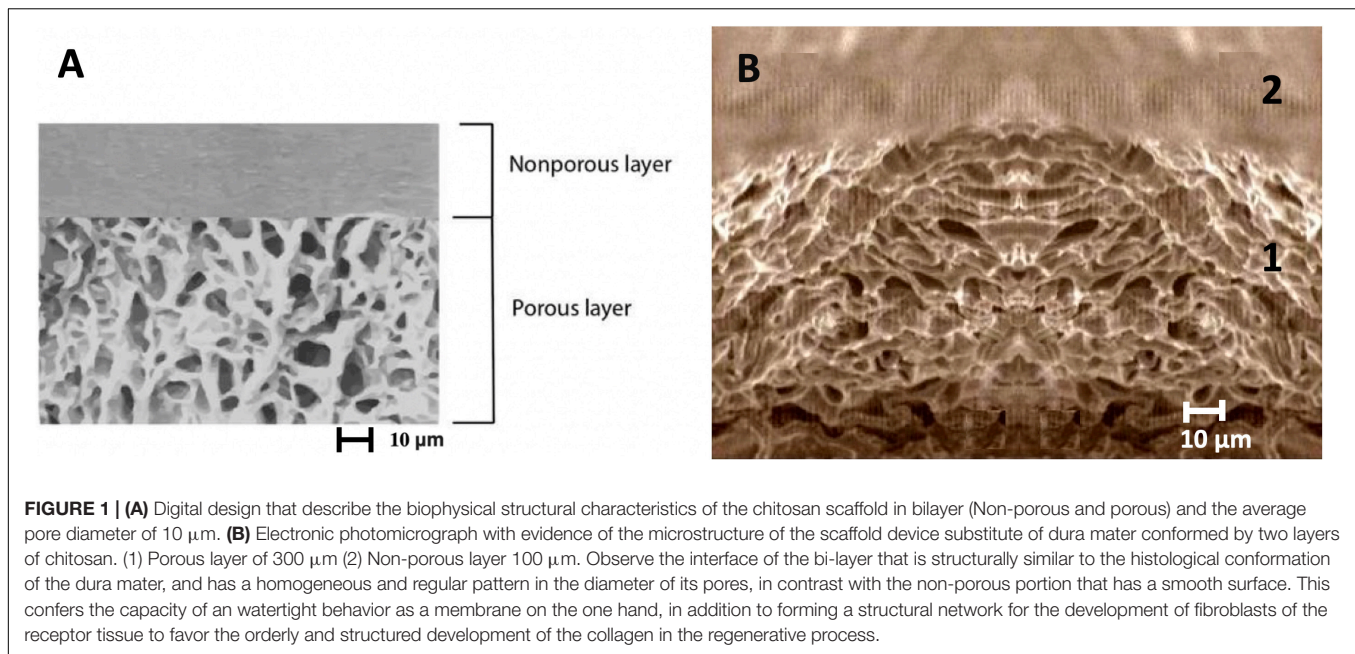 A
Nonporous layer
Porous layer
10 µm
B
2
1
10 µm
FIGURE 1 | (A) Digital design that describe the biophysical structural characteristics of the chitosan scaffold in bilayer (Non-porous and porous) and the average
pore diameter of 10 µm. (B) Electronic photomicrograph with evidence of the microstructure of the scaffold device substitute of dura mater conformed by two layers
of chitosan. (1) Porous layer of 300 µm (2) Non-porous layer 100 µm. Observe the interface of the bi-layer that is structurally similar to the histological conformation
of the dura mater, and has a homogeneous and regular pattern in the diameter of its pores, in contrast with the non-porous portion that has a smooth surface. This
confers the capacity of an watertight behavior as a membrane on the one hand, in addition to forming a structural network for the development of fibroblasts of the
receptor tissue to favor the orderly and structured development of the collagen in the regenerative process.